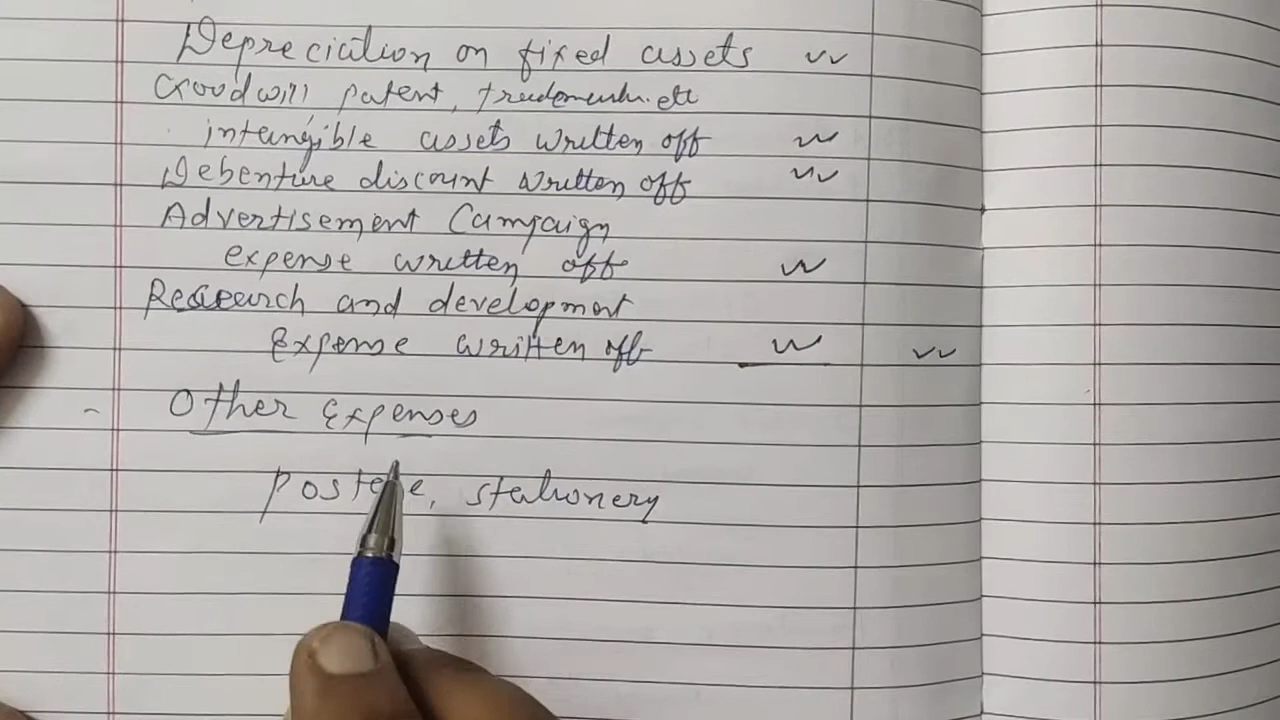 Depreciation on fixed assets ✓✓
Goodwill patent, trademark. etc
intangible assets written off ✓✓
Debenture discount written off ✓✓
Advertisement Campaign
expense written off ✓✓
Research and development
Expense written off ✓✓ ✓✓
- Other Expenses
stationery